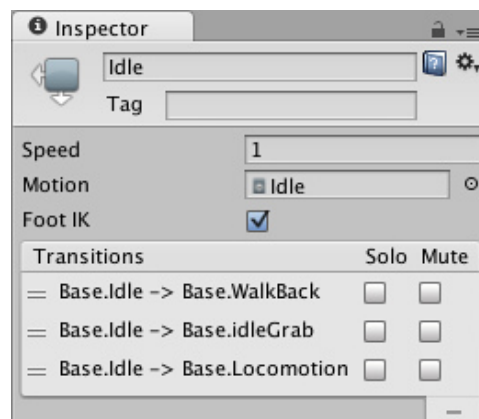 Inspector
Idle
Tag
Speed 1
Motion Idle
Foot IK
Transitions Solo Mute
Base.Idle -> Base.WalkBack
Base.Idle -> Base.idleGrab
Base.Idle -> Base.Locomotion